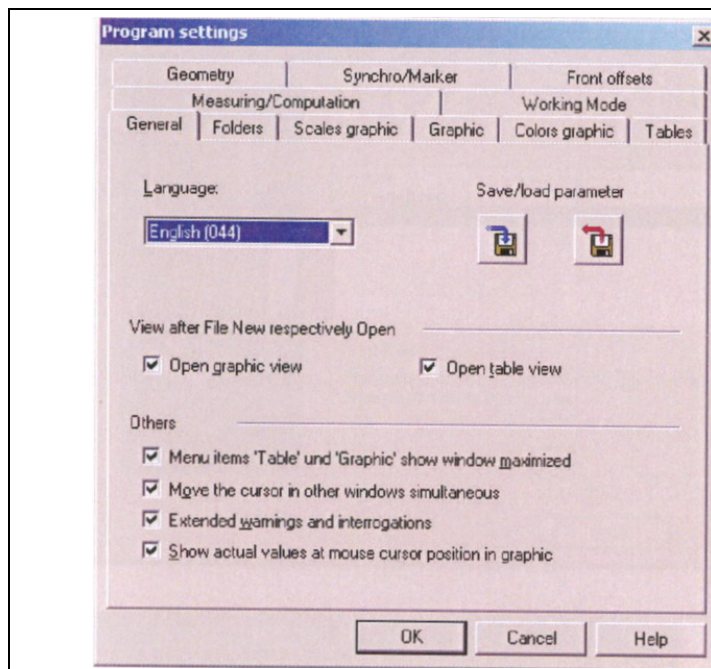 Program settings
Geometry Synchro/Marker Front offsets
Measuring/Computation Working Mode
General Folders Scales graphic Graphic Colors graphic Tables
Language: Save/load parameter
English (044)
View after File New respectively Open
Open graphic view Open table view
Others
Menu items 'Table' und 'Graphic' show window maximized
Move the cursor in other windows simultaneous
Extended warnings and interrogations
Show actual values at mouse cursor position in graphic
OK Cancel Help